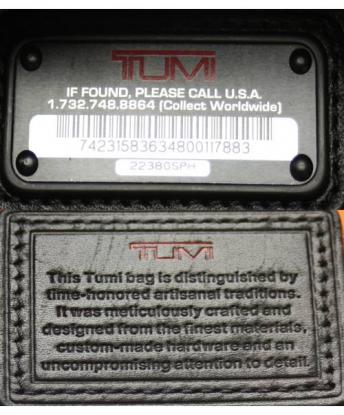 TUMI
IF FOUND, PLEASE CALL U.S.A.
1.732.748.8864 (Collect Worldwide)
74231583634800117883
22380SPH
TUMI
This Tumi bag is distinguished by
time-honored artisanal traditions.
It was meticulously crafted and
designed from the finest materials,
custom-made hardware and an
uncompromising attention to detail.